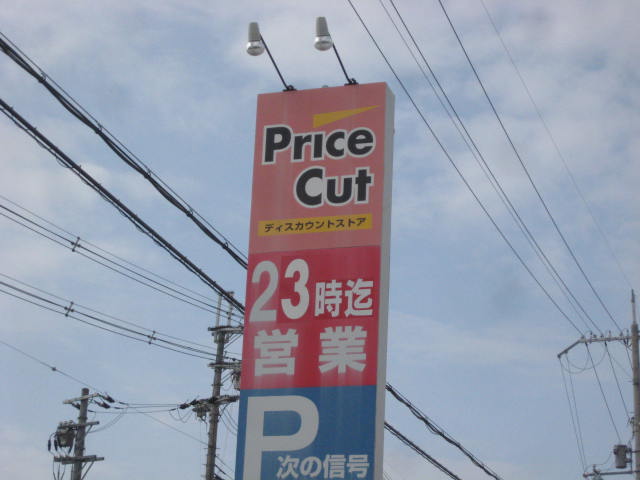 Price
Cut
ディスカウントストア
23時迄
営業
P
次の信号